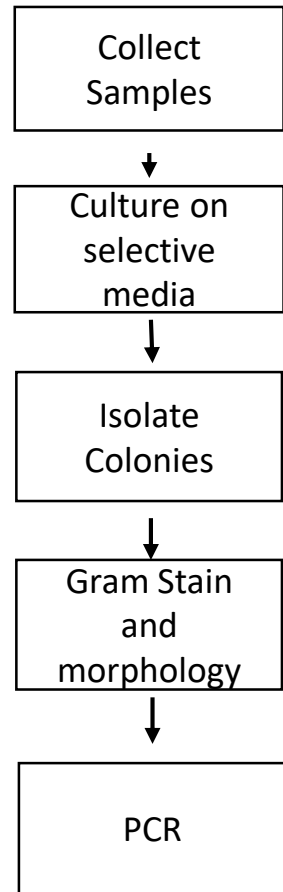 Collect
Samples
Culture on
selective
media
Isolate
Colonies
Gram Stain
and
morphology
PCR